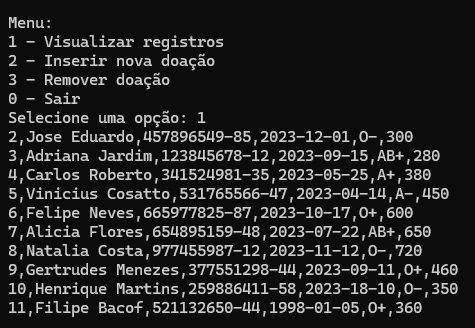 Menu:
1 - Visualizar registros
2 - Inserir nova doação
3 - Remover doação
0 - Sair
Selecione uma opção: 1
2,Jose Eduardo,457896549-85,2023-12-01,O-,300
3,Adriana Jardim,123845678-12,2023-09-15,AB+,280
4,Carlos Roberto,341524981-35,2023-05-25,A+,380
5,Vinicius Cosatto,531765566-47,2023-04-14,A-,450
6,Felipe Neves,665977825-87,2023-10-17,O+,600
7,Alicia Flores,654895159-48,2023-07-22,AB+,650
8,Natalia Costa,977455987-12,2023-11-12,O-,720
9,Gertrudes Menezes,377551298-44,2023-09-11,O+,460
10,Henrique Martins,259886411-58,2023-18-10,O-,350
11,Filipe Bacof,521132650-44,1998-01-05,O+,360